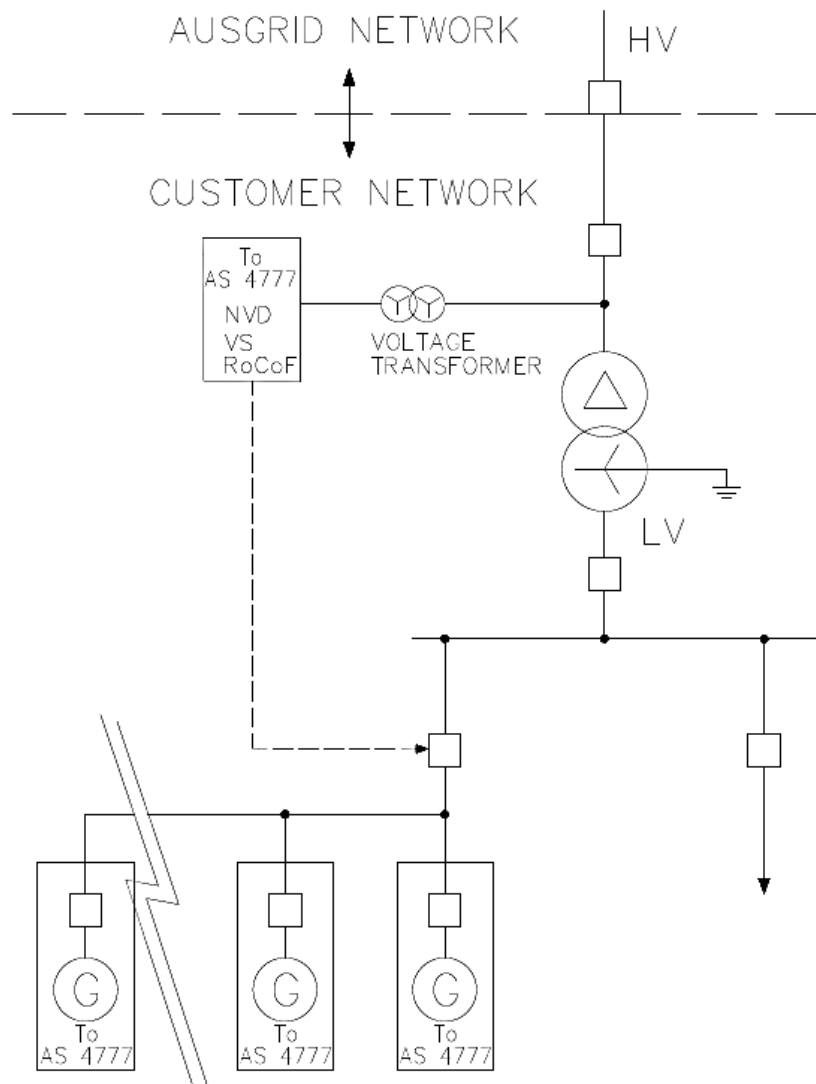 AUSGRID NETWORK
HV
CUSTOMER NETWORK
To
AS 4777
NVD
VS
RoCoF
VOLTAGE
TRANSFORMER
LV
G
To
AS 4777
G
To
AS 4777
G
To
AS 4777